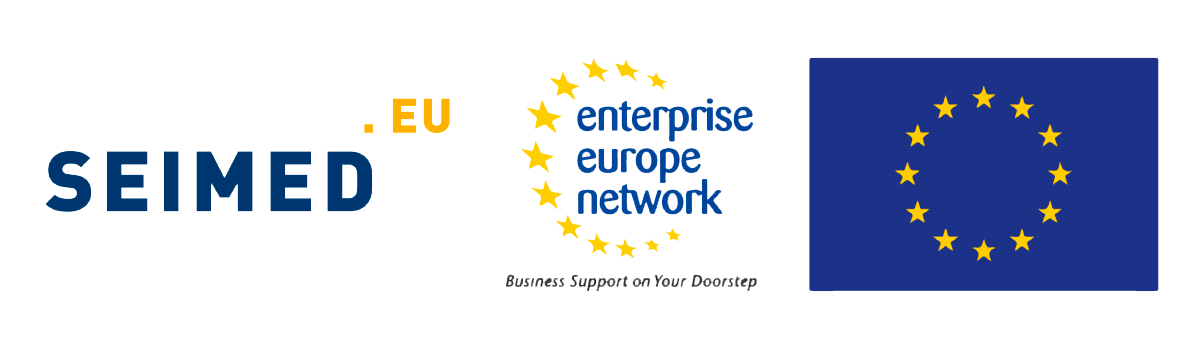 .EU
SEIMED
enterprise
europe
network
Business Support on Your Doorstep